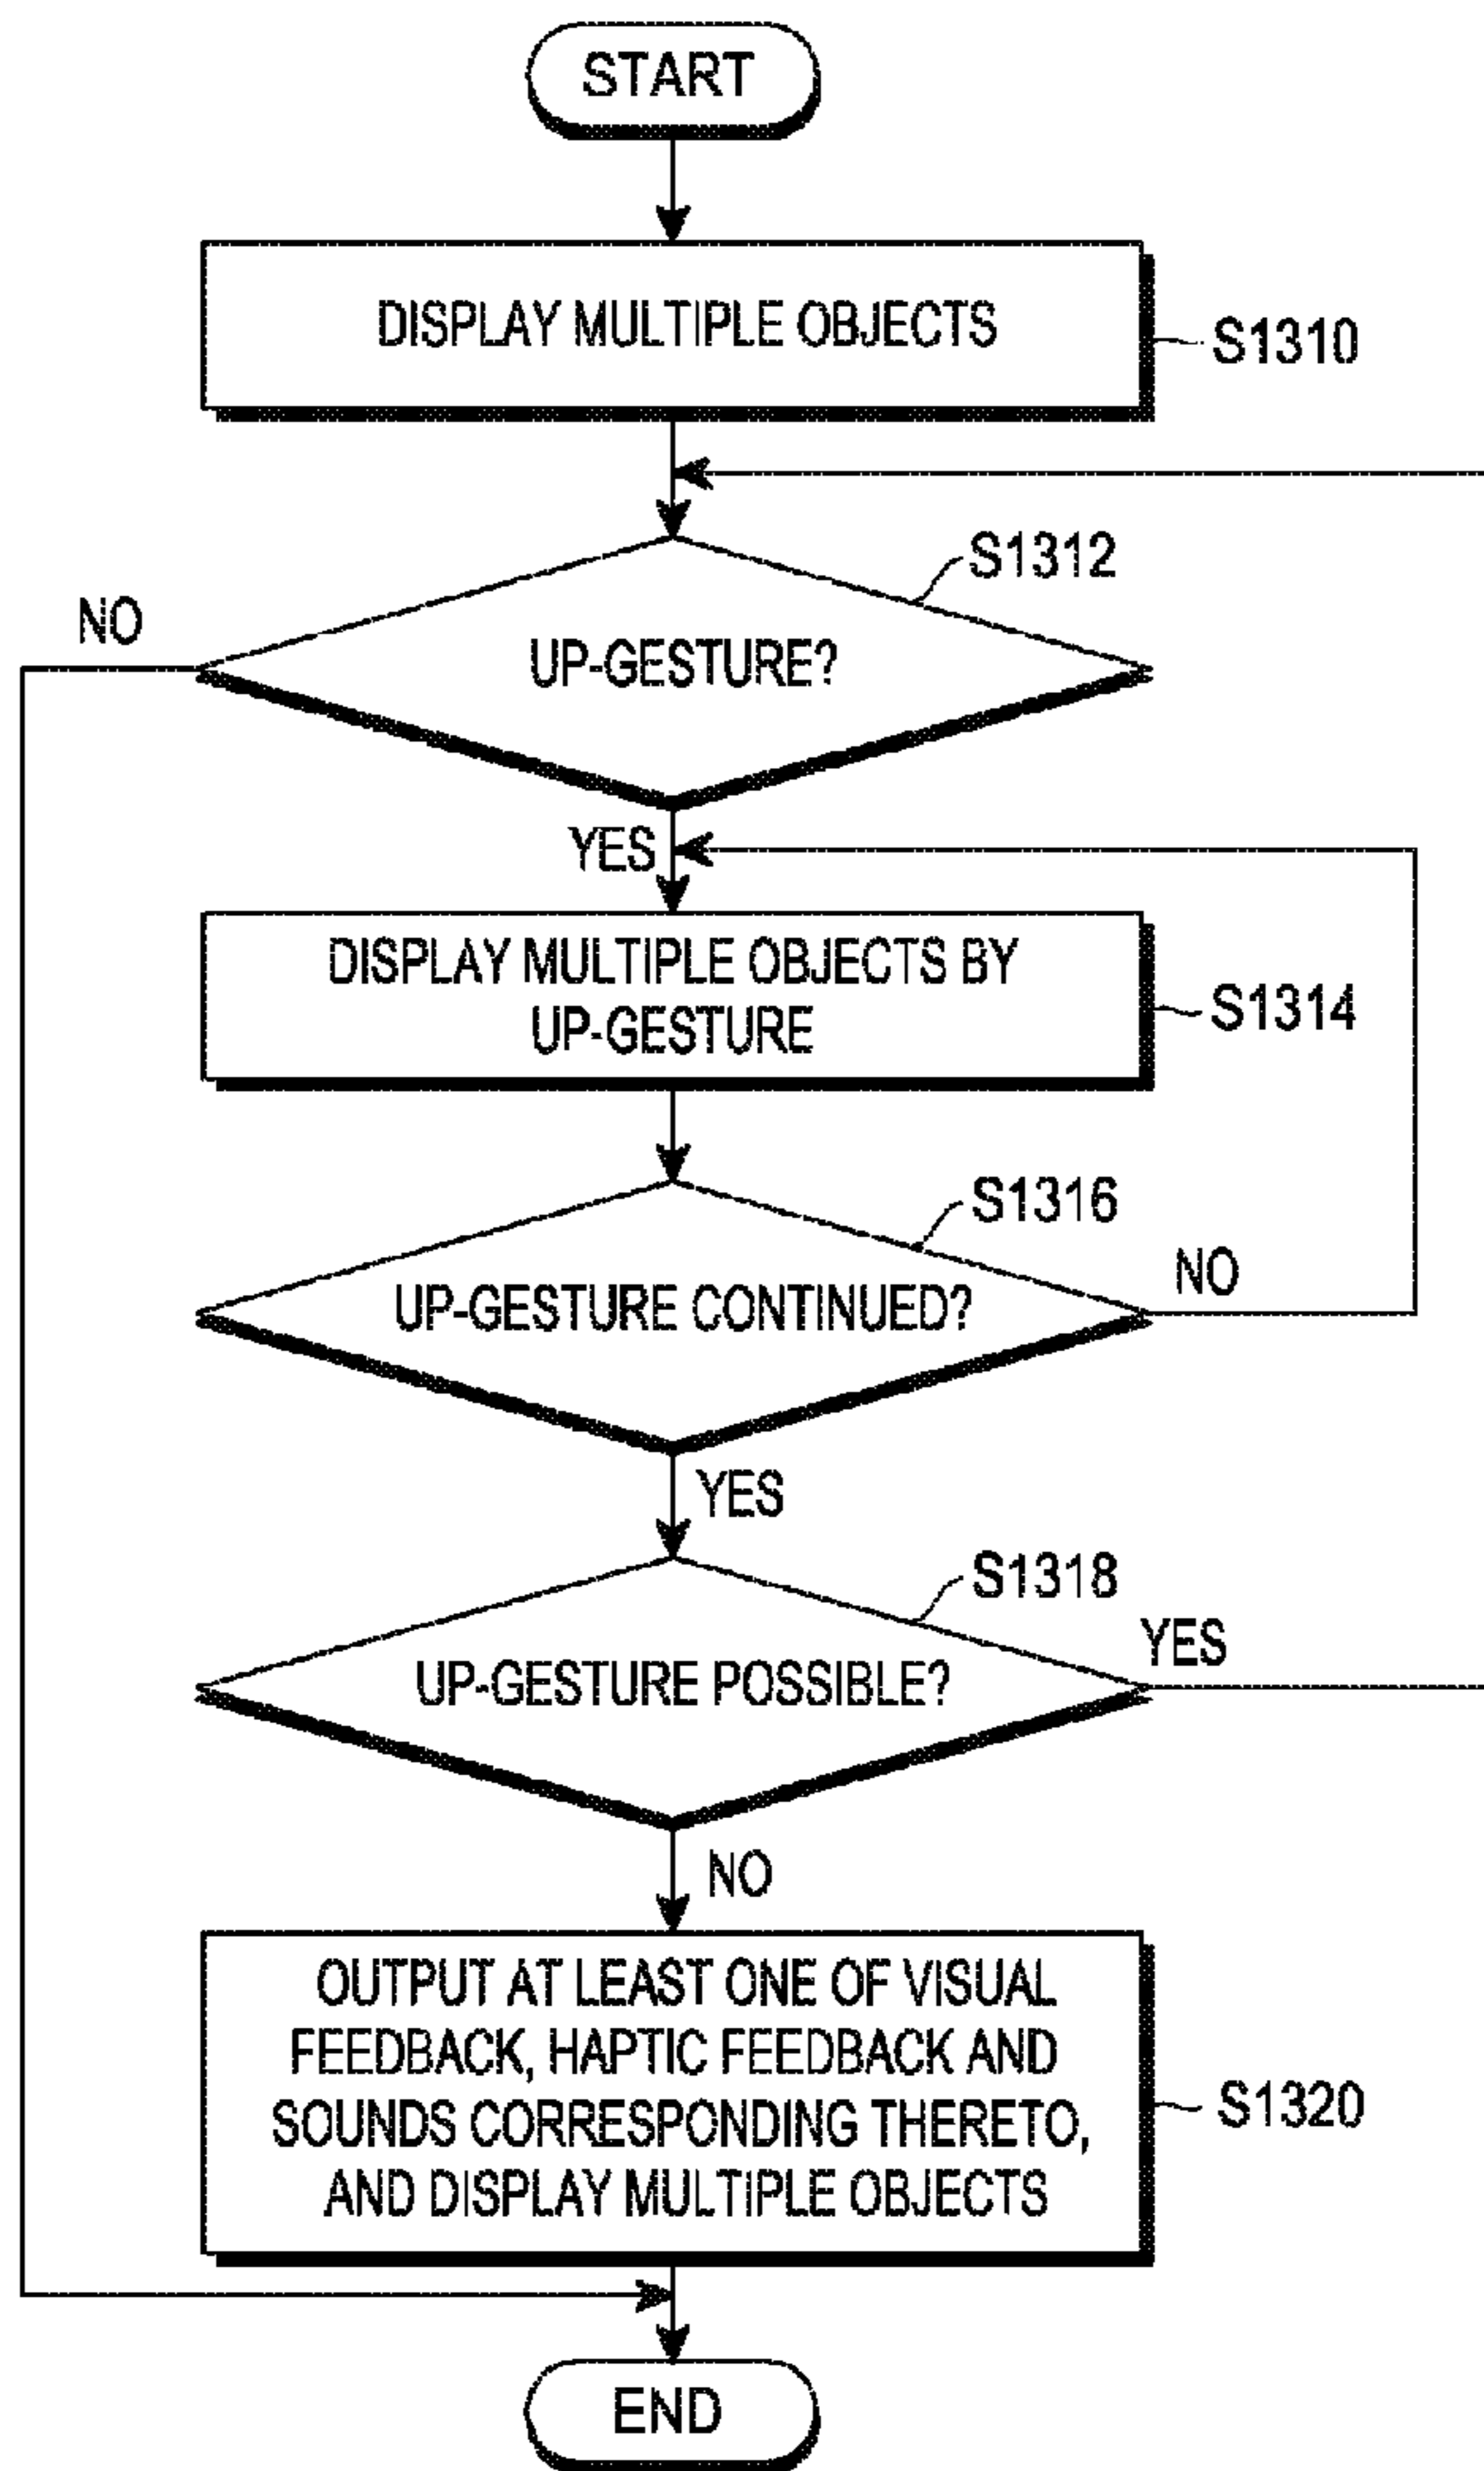 START
DISPLAY MULTIPLE OBJECTS
S1310
S1312
NO
UP-GESTURE?
YES
DISPLAY MULTIPLE OBJECTS BY
UP-GESTURE
S1314
S1316
NO
UP-GESTURE CONTINUED?
YES
S1318
YES
UP-GESTURE POSSIBLE?
NO
OUTPUT AT LEAST ONE OF VISUAL
FEEDBACK, HAPTIC FEEDBACK AND
SOUNDS CORRESPONDING THERETO,
AND DISPLAY MULTIPLE OBJECTS
S1320
END